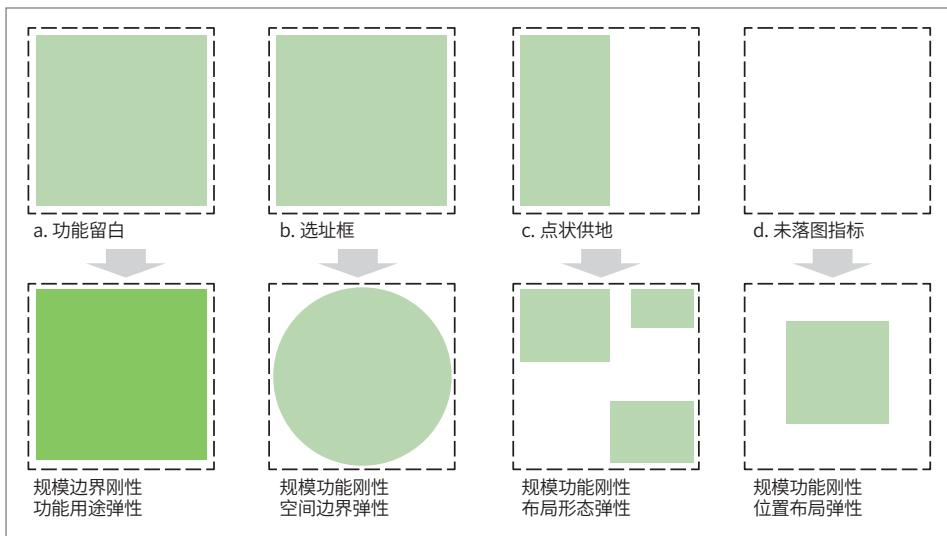 a. 功能留白
b. 选址框
c. 点状供地
d. 未落图指标
规模边界刚性
功能用途弹性
规模功能刚性
空间边界弹性
规模功能刚性
布局形态弹性
规模功能刚性
位置布局弹性